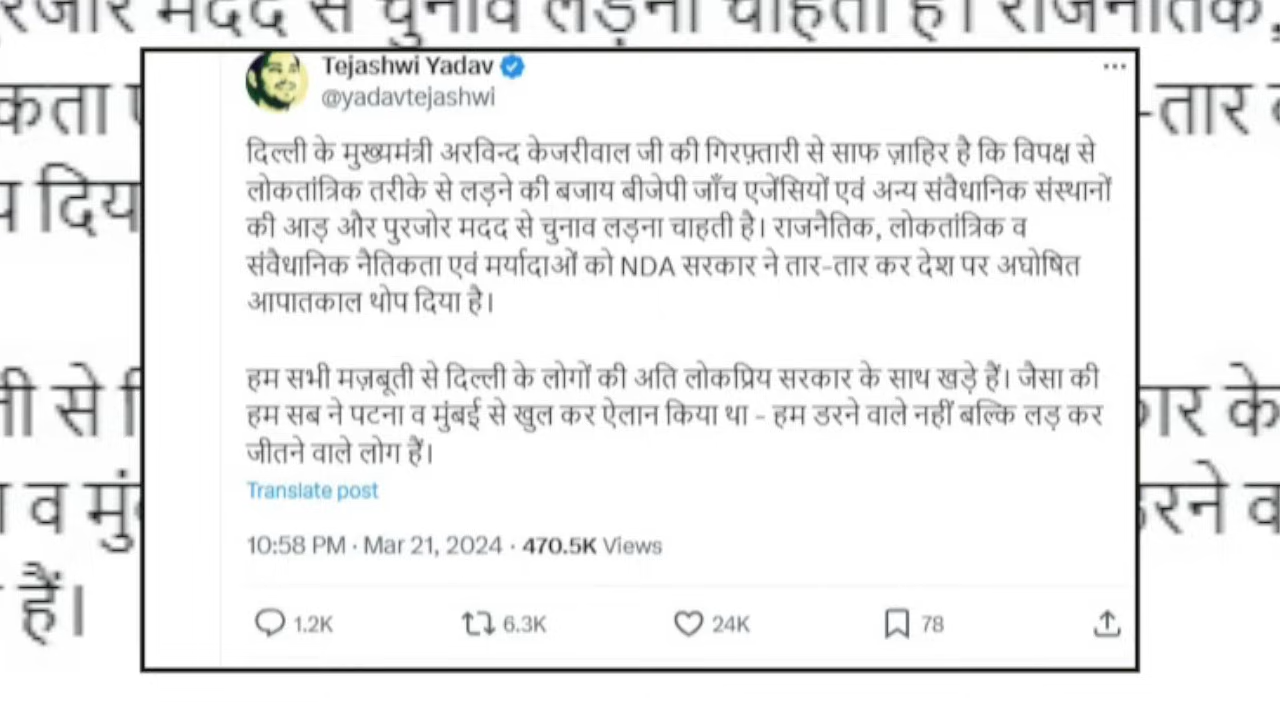 Tejashwi Yadav
@yadavtejashwi
दिल्ली के मुख्यमंत्री अरविन्द केजरीवाल जी की गिरफ़्तारी से साफ ज़ाहिर है कि विपक्ष से
लोकतांत्रिक तरीके से लड़ने की बजाय बीजेपी जाँच एजेंसियों एवं अन्य संवैधानिक संस्थानों
की आड़ और पुरजोर मदद से चुनाव लड़ना चाहती है। राजनैतिक, लोकतांत्रिक व
संवैधानिक नैतिकता एवं मर्यादाओं को NDA सरकार ने तार-तार कर देश पर अघोषित
आपातकाल थोप दिया है।
हम सभी मज़बूती से दिल्ली के लोगों की अति लोकप्रिय सरकार के साथ खड़े हैं। जैसा की
हम सब ने पटना व मुंबई से खुल कर ऐलान किया था - हम डरने वाले नहीं बल्कि लड़ कर
जीतने वाले लोग हैं।
Translate post
10:58 PM · Mar 21, 2024 · 470.5K Views
1.2K 6.3K 24K 78